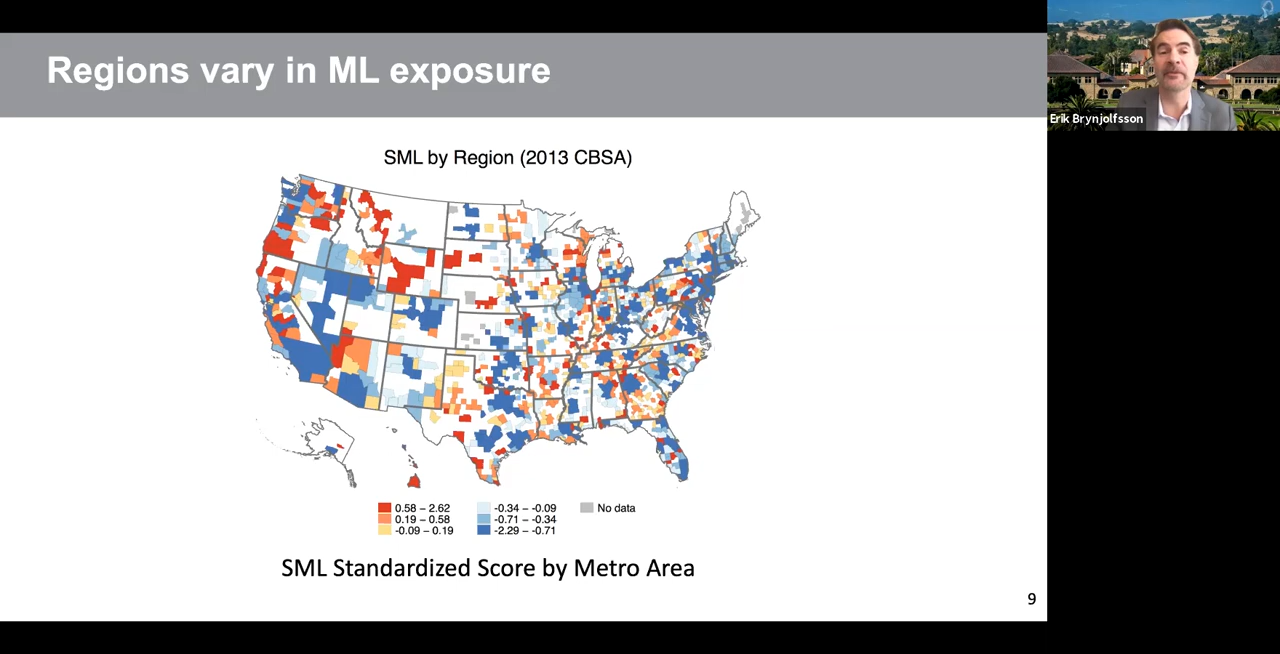 Regions vary in ML exposure
Erik Brynjolfsson
SML by Region (2013 CBSA)
0.58 – 2.62
0.19 – 0.58
-0.09 – 0.19
-0.34 – -0.09
-0.71 – -0.34
-2.29 – -0.71
No data
SML Standardized Score by Metro Area
9